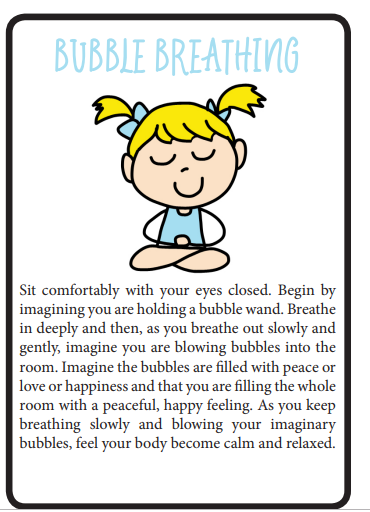 BUBBLE BREATHING
Sit comfortably with your eyes closed. Begin by
imagining you are holding a bubble wand. Breathe
in deeply and then, as you breathe out slowly and
gently, imagine you are blowing bubbles into the
room. Imagine the bubbles are filled with peace or
love or happiness and that you are filling the whole
room with a peaceful, happy feeling. As you keep
breathing slowly and blowing your imaginary
bubbles, feel your body become calm and relaxed.